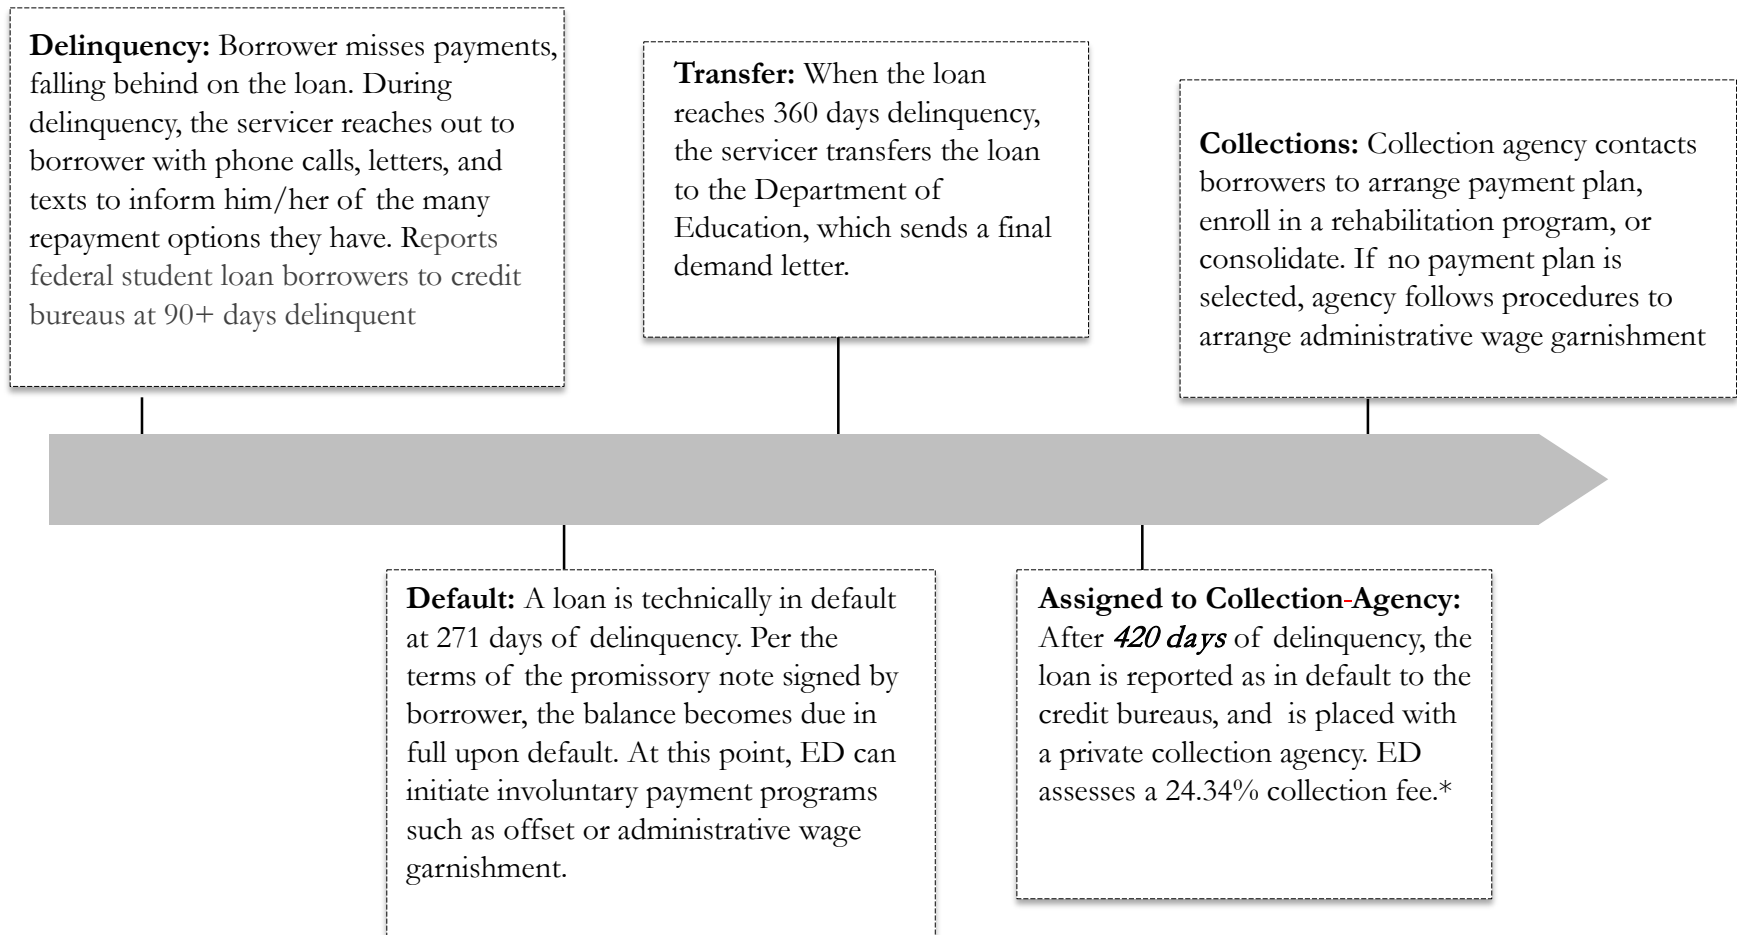 Delinquency: Borrower misses payments,
falling behind on the loan. During
delinquency, the servicer reaches out to
borrower with phone calls, letters, and
texts to inform him/her of the many
repayment options they have. Reports
federal student loan borrowers to credit
bureaus at 90+ days delinquent
Transfer: When the loan
reaches 360 days delinquency,
the servicer transfers the loan
to the Department of
Education, which sends a final
demand letter.
Collections: Collection agency contacts
borrowers to arrange payment plan,
enroll in a rehabilitation program, or
consolidate. If no payment plan is
selected, agency follows procedures to
arrange administrative wage garnishment
Default: A loan is technically in default
at 271 days of delinquency. Per the
terms of the promissory note signed by
borrower, the balance becomes due in
full upon default. At this point, ED can
initiate involuntary payment programs
such as offset or administrative wage
garnishment.
Assigned to Collection-Agency:
After 420 days of delinquency, the
loan is reported as in default to the
credit bureaus, and is placed with
a private collection agency. ED
assesses a 24.34% collection fee.*